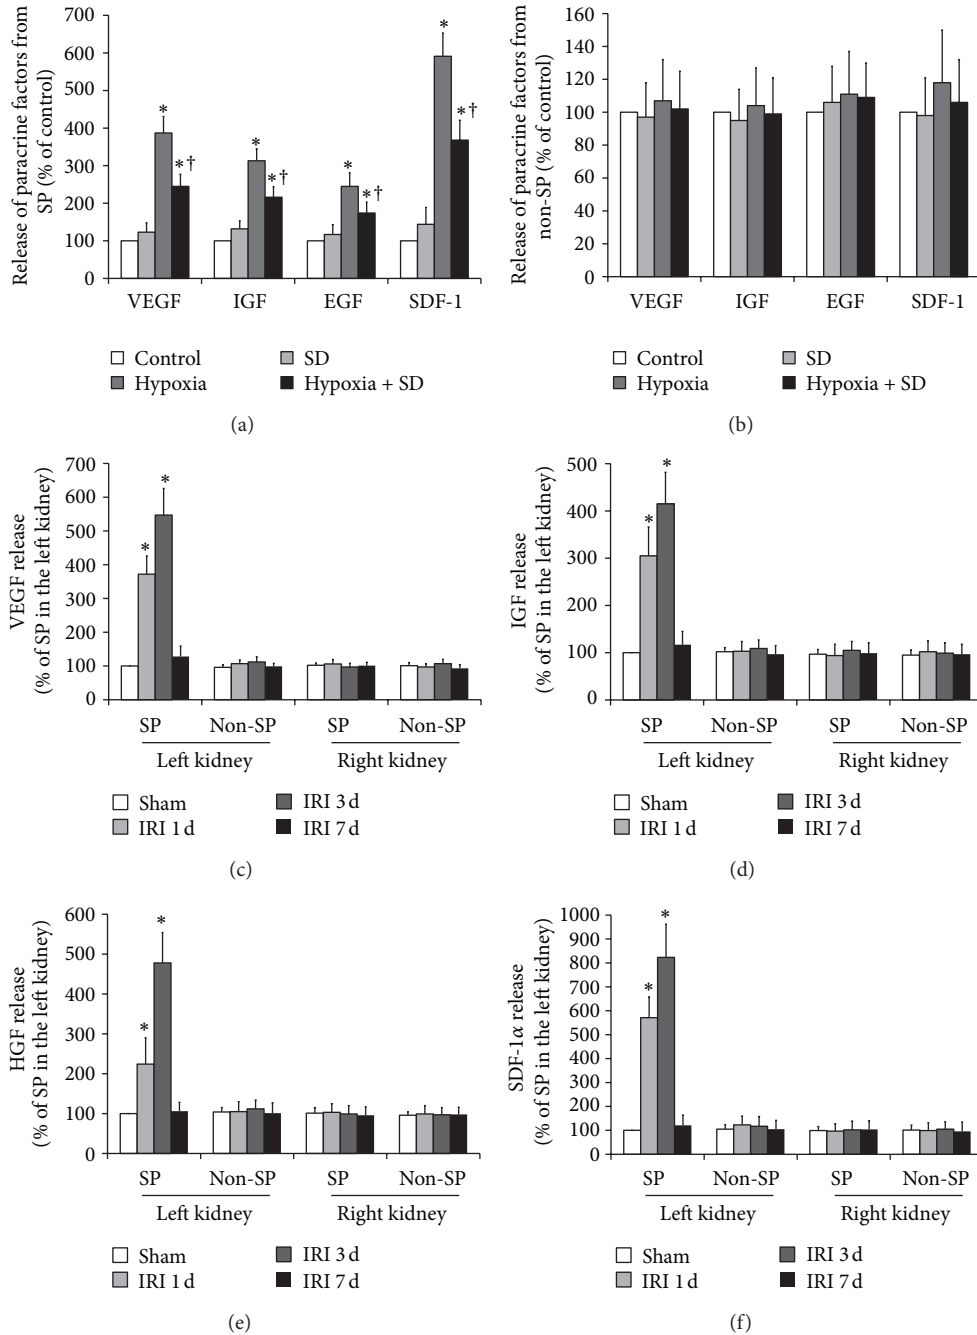 Release of paracrine factors from
SP (% of control)
700
600
500
400
300
200
100
0
* *† * *† * *† * *†
VEGF IGF EGF SDF-1
Control SD
Hypoxia Hypoxia + SD
(a)
Release of paracrine factors from
non-SP (% of control)
160
140
120
100
80
60
40
20
0
VEGF IGF EGF SDF-1
Control SD
Hypoxia Hypoxia + SD
(b)
VEGF release
(% of SP in the left kidney)
700
600
500
400
300
200
100
0
* *
SP Non-SP SP Non-SP
Left kidney Right kidney
Sham IRI 3 d
IRI 1 d IRI 7 d
(c)
IGF release
(% of SP in the left kidney)
500
400
300
200
100
0
* *
SP Non-SP SP Non-SP
Left kidney Right kidney
Sham IRI 3 d
IRI 1 d IRI 7 d
(d)
HGF release
(% of SP in the left kidney)
600
500
400
300
200
100
0
* *
SP Non-SP SP Non-SP
Left kidney Right kidney
Sham IRI 3 d
IRI 1 d IRI 7 d
(e)
SDF-1α release
(% of SP in the left kidney)
1000
900
800
700
600
500
400
300
200
100
0
* *
SP Non-SP SP Non-SP
Left kidney Right kidney
Sham IRI 3 d
IRI 1 d IRI 7 d
(f)